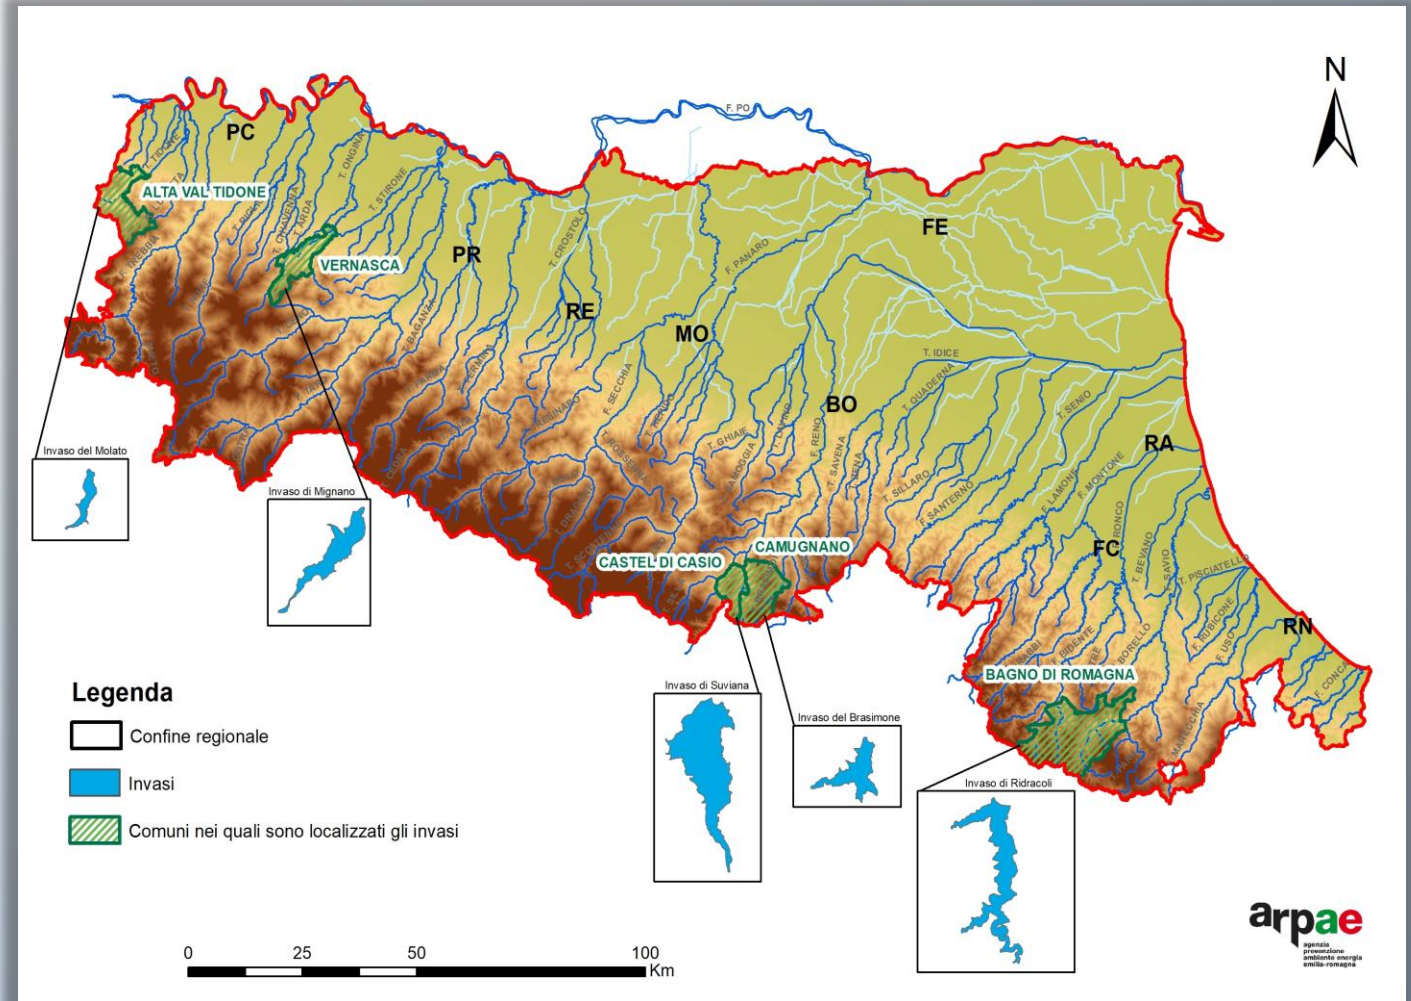 N
F. PO
PC
T. TIDONE
ALTA VAL TIDONE
T. ONGINA
T. STIRONE
T. CHIAVENNA
T. ARDA
F. TREBBIA
VERNASCA
PR
T. CROSTOLO
F. PANARO
FE
RE
MO
T. BAGANZA
T. IDICE
T. QUADERNA
BO
F. SECCHIA
T. SENIO
T. GHIAIE
T. LAVINO
F. RENO
T. SAVENA
RA
T. SILLARO
F. SANTERNO
F. LAMONE
F. MONTONE
Invaso del Molato
Invaso di Mignano
T. ROSSENNA
T. DRAGONE
CASTEL DI CASIO
CAMUGNANO
FC
RONCO
T. BEVANO
T. SAVIO
T. PISCIATELLO
F. RUBICONE
F. USO
RN
F. CONCA
F. BIDENTE
BORELLO
BAGNO DI ROMAGNA
MARECCHIA
Invaso di Suviana
Invaso del Brasimone
Invaso di Ridracoli
Legenda
Confine regionale
Invasi
Comuni nei quali sono localizzati gli invasi
0 25 50 100
Km
arpae
agenzia
prevenzione
ambiente energia
emilia-romagna